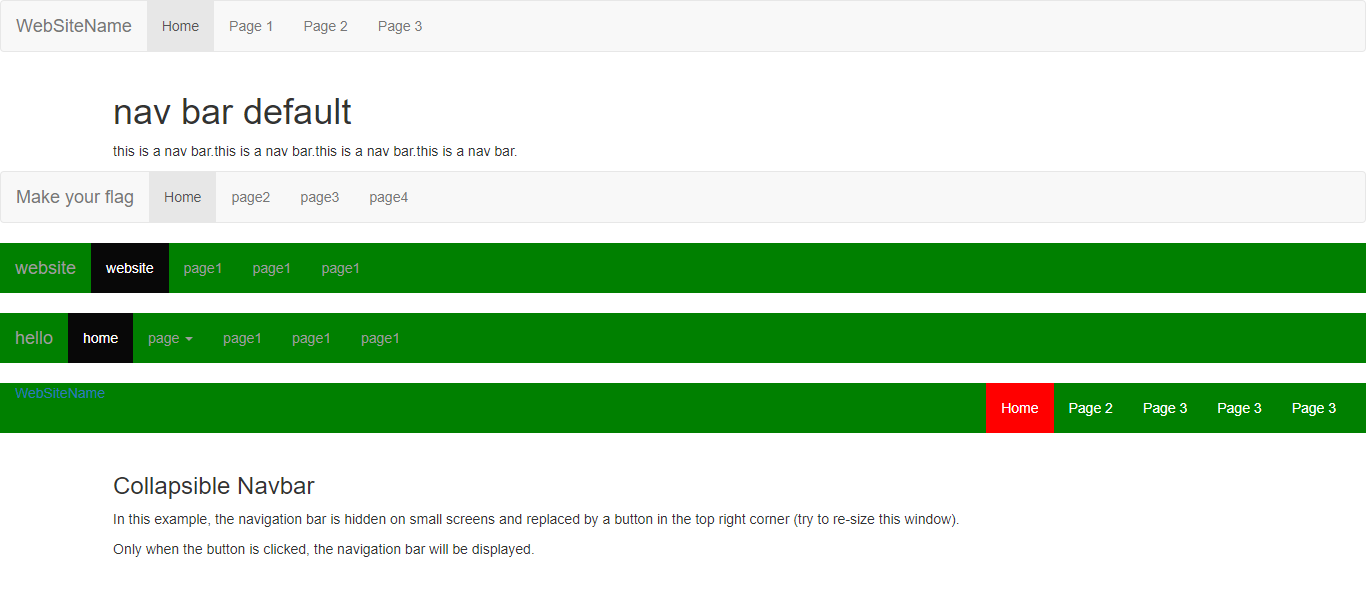 WebSiteName Home Page 1 Page 2 Page 3
nav bar default
this is a nav bar.this is a nav bar.this is a nav bar.this is a nav bar.
Make your flag Home page2 page3 page4
website website page1 page1 page1
hello home page page1 page1 page1
WebSiteName Home Page 2 Page 3 Page 3 Page 3
Collapsible Navbar
In this example, the navigation bar is hidden on small screens and replaced by a button in the top right corner (try to re-size this window).
Only when the button is clicked, the navigation bar will be displayed.